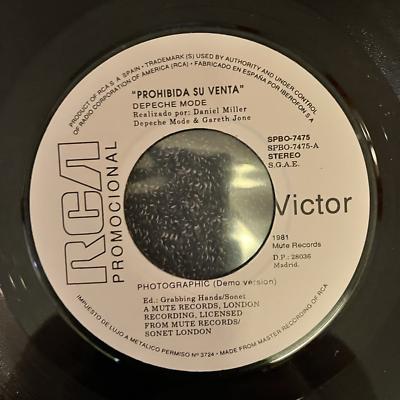 PRODUCT OF RCA S.A. SPAIN • TRADEMARK (S) USED BY AUTHORITY AND UNDER CONTROL
OF RADIO CORPORATION OF AMERICA (RCA) • FABRICADO EN ESPAÑA POR IBEROFON S A
"PROHIBIDA SU VENTA"
DEPECHE MODE
Realizado por: Daniel Miller
Depeche Mode & Gareth Jone
SPBO-7475
SPBO-7475-A
STEREO
S.G.A.E.
RCA
PROMOCIONAL
Victor
1981
Mute Records
D.P.: 28036
Madrid.
PHOTOGRAPHIC (Demo version)
Ed.: Grabbing Hands/Sonet
A MUTE RECORDS, LONDON
RECORDING, LICENSED
FROM MUTE RECORDS/
SONET LONDON
IMPUESTO DE LUJO A METALICO PERMISO Nº 3724 • MADE FROM MASTER RECORDING OF RCA